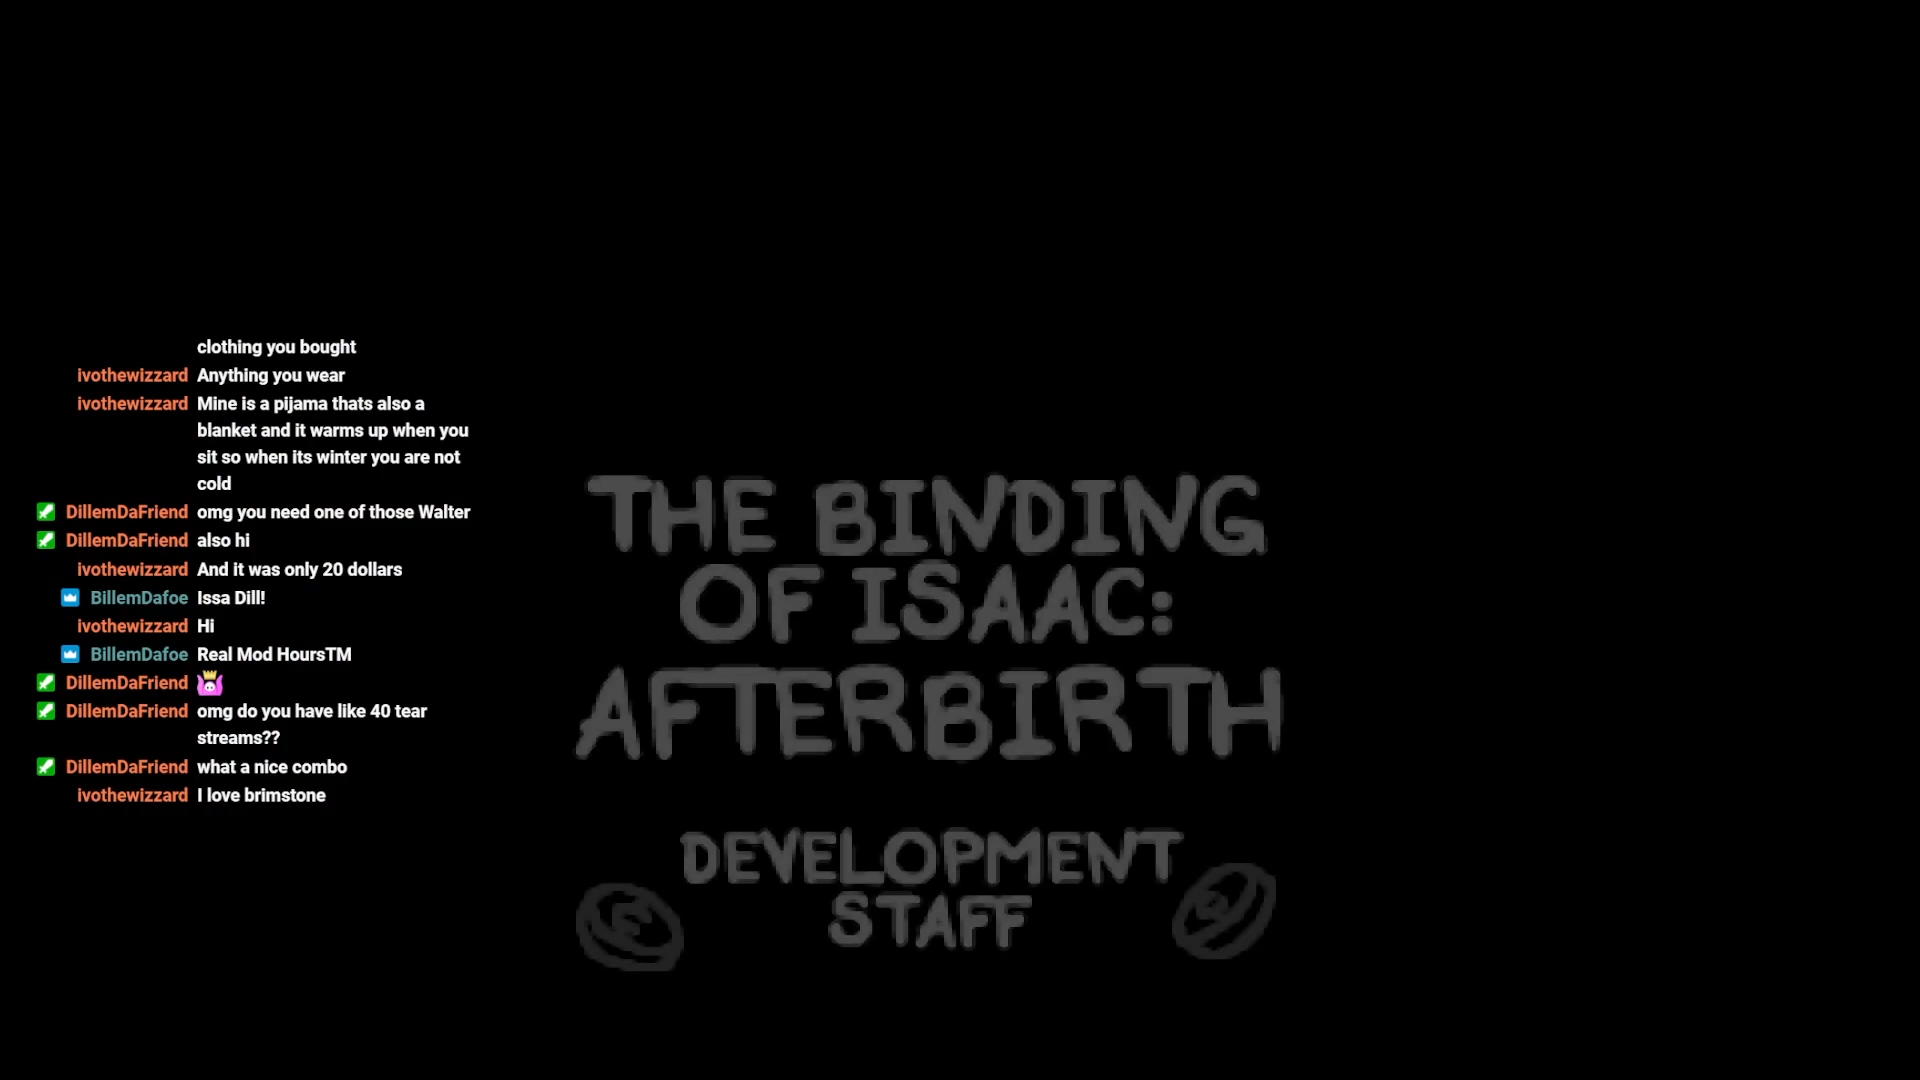 clothing you bought
ivothewizzard Anything you wear
ivothewizzard Mine is a pijama thats also a
blanket and it warms up when you
sit so when its winter you are not
cold
DillemDaFriend omg you need one of those Walter
DillemDaFriend also hi
ivothewizzard And it was only 20 dollars
BillemDafoe Issa Dill!
ivothewizzard Hi
BillemDafoe Real Mod HoursTM
DillemDaFriend
DillemDaFriend omg do you have like 40 tear
streams??
DillemDaFriend what a nice combo
ivothewizzard I love brimstone
THE BINDING
OF ISAAC:
AFTERBIRTH
DEVELOPMENT
STAFF